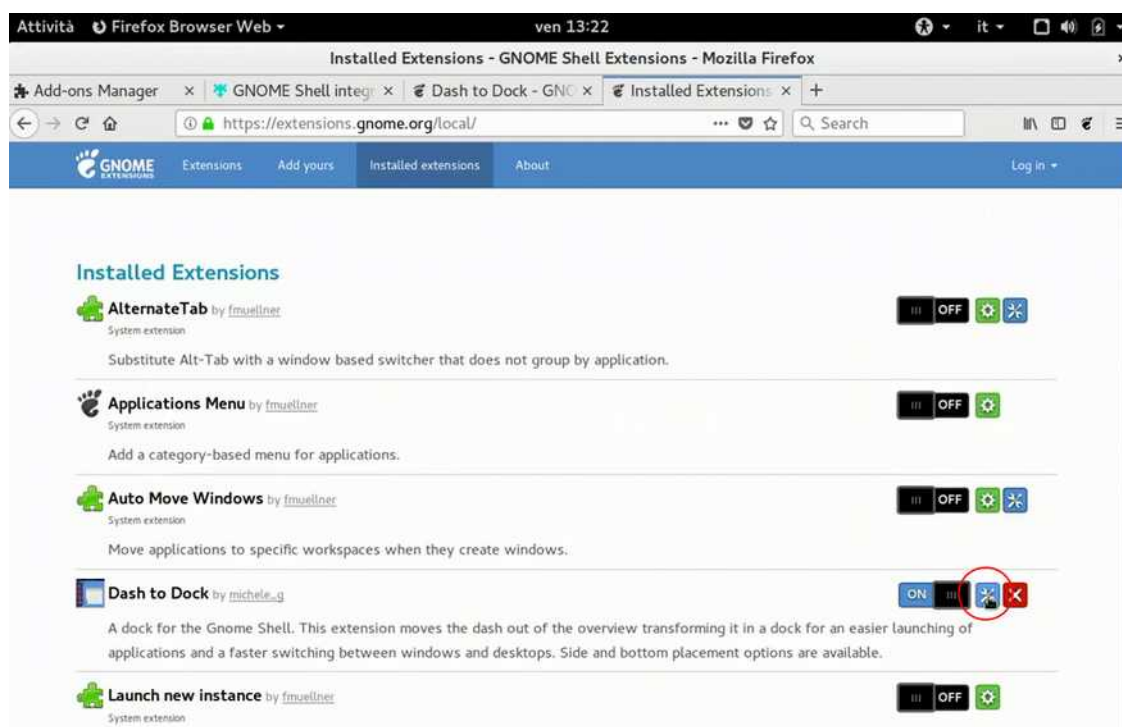 Attività Firefox Browser Web ven 13:22 it
Installed Extensions - GNOME Shell Extensions - Mozilla Firefox
Add-ons Manager × GNOME Shell integr × Dash to Dock - GNO × Installed Extensions × +
https://extensions.gnome.org/local/ Search
GNOME EXTENSIONS Extensions Add yours Installed extensions About Log in
Installed Extensions
AlternateTab by fmuellner OFF
System extension
Substitute Alt-Tab with a window based switcher that does not group by application.
Applications Menu by fmuellner OFF
System extension
Add a category-based menu for applications.
Auto Move Windows by fmuellner OFF
System extension
Move applications to specific workspaces when they create windows.
Dash to Dock by michele_g ON
A dock for the Gnome Shell. This extension moves the dash out of the overview transforming it in a dock for an easier launching of
applications and a faster switching between windows and desktops. Side and bottom placement options are available.
Launch new instance by fmuellner OFF
System extension